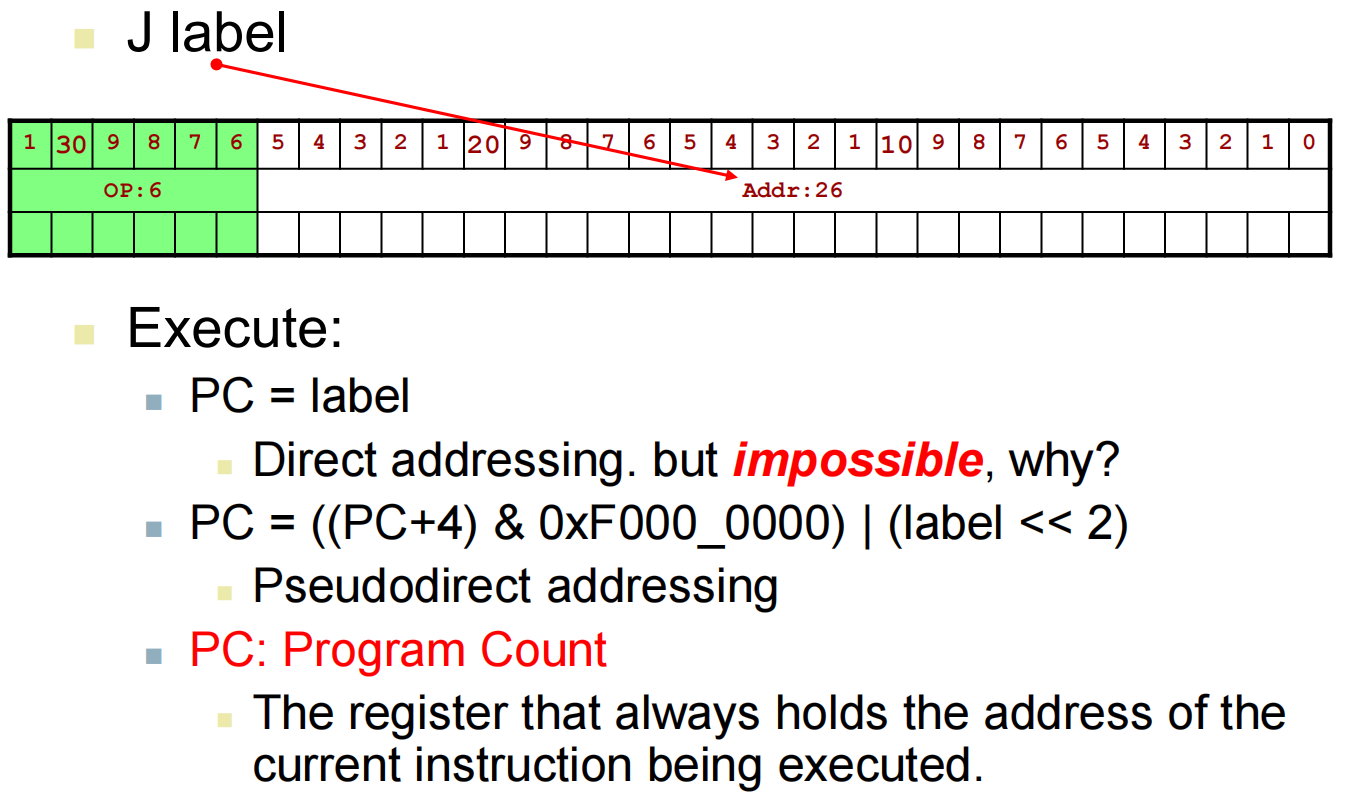 J label
1 30 9 8 7 6 5 4 3 2 1 20 9 8 7 6 5 4 3 2 1 10 9 8 7 6 5 4 3 2 1 0
OP:6 Addr:26
Execute:
PC = label
Direct addressing. but impossible, why?
PC = ((PC+4) & 0xF000_0000) | (label << 2)
Pseudodirect addressing
PC: Program Count
The register that always holds the address of the
current instruction being executed.